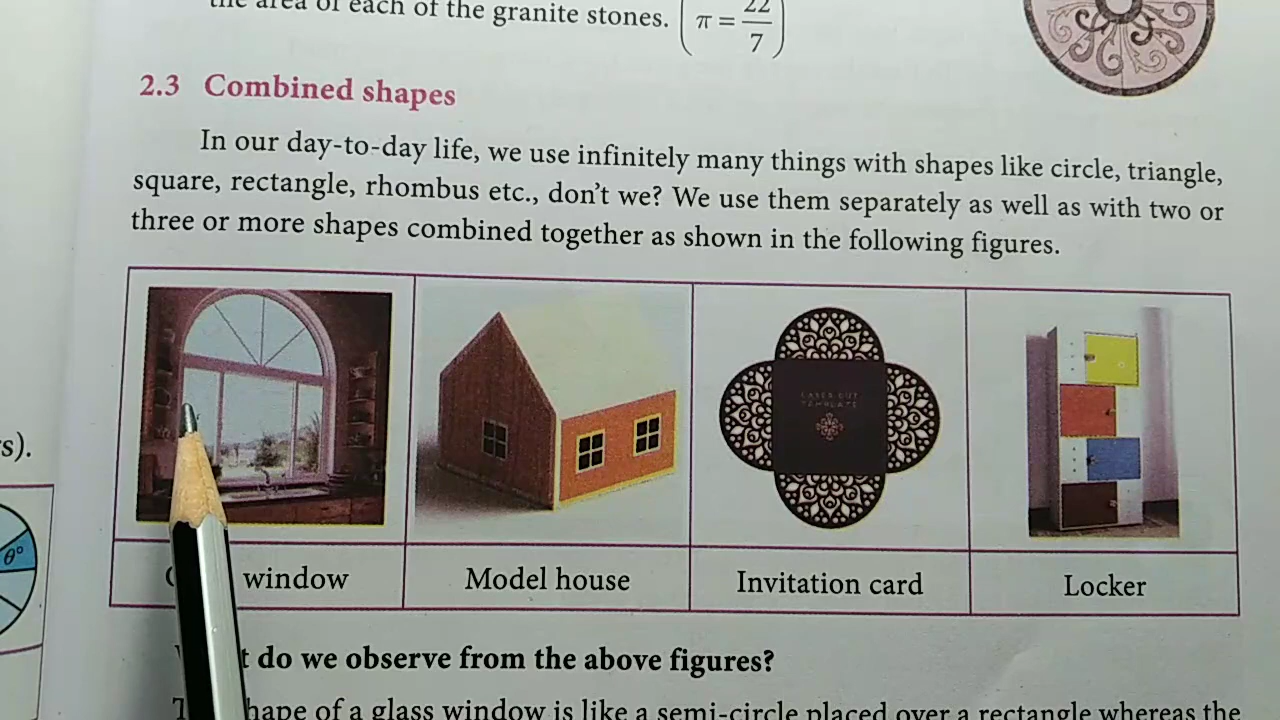 the area of each of the granite stones. (π = 22/7)
2.3 Combined shapes
In our day-to-day life, we use infinitely many things with shapes like circle, triangle,
square, rectangle, rhombus etc., don't we? We use them separately as well as with two or
three or more shapes combined together as shown in the following figures.
s).
θ°
LASER CUT
TEMPLATE
window
Model house
Invitation card
Locker
do we observe from the above figures?
of a glass window is like a semi-circle placed over a rectangle whereas the